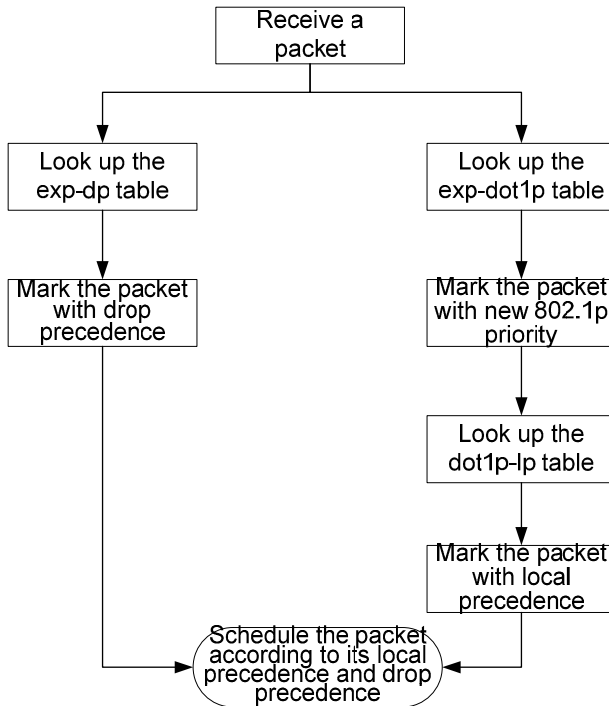 Receive a
packet
Look up the
exp-dp table
Look up the
exp-dot1p table
Mark the packet
with drop
precedence
Mark the packet
with new 802.1p
priority
Look up the
dot1p-lp table
Mark the packet
with local
precedence
Schedule the packet
according to its local
precedence and drop
precedence